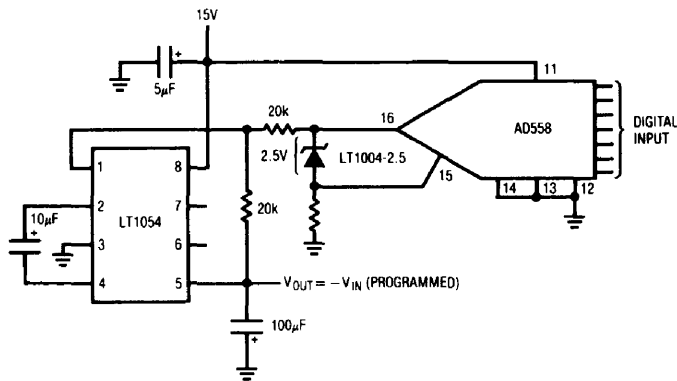 15V
+
5μF
11
20k
16
AD558
DIGITAL
INPUT
2.5V
LT1004-2.5
15
1
8
14
13
12
10μF
2
7
20k
+
LT1054
3
6
4
5
VOUT = −VIN (PROGRAMMED)
100μF
+